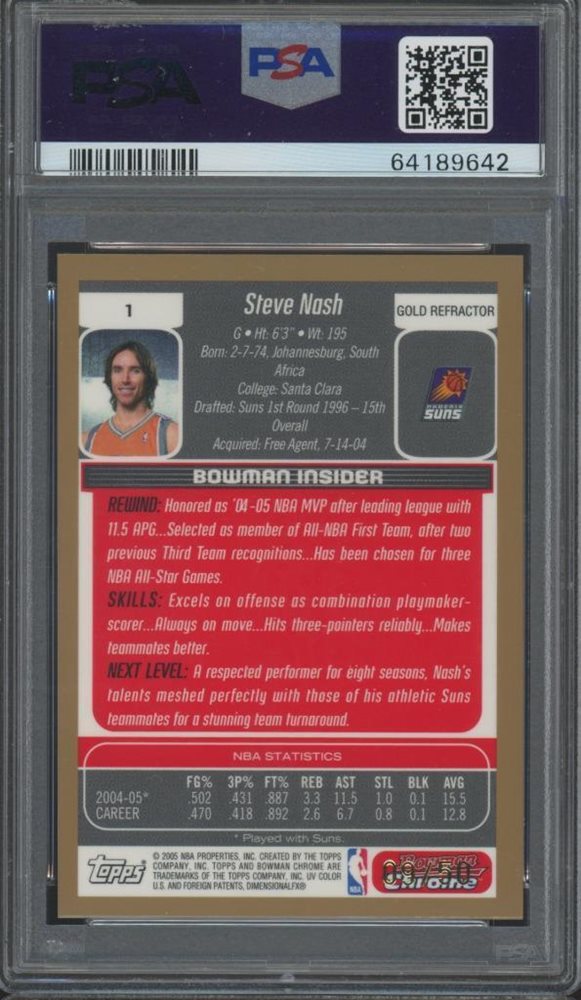 PSA PSA
64189642
1
Steve Nash
GOLD REFRACTOR
G • Ht: 6'3" • Wt: 195
Born: 2-7-74, Johannesburg, South
Africa
College: Santa Clara
Drafted: Suns 1st Round 1996 – 15th
Overall
Acquired: Free Agent, 7-14-04
PHOENIX
SUNS
BOWMAN INSIDER
REWIND: Honored as '04-05 NBA MVP after leading league with
11.5 APG...Selected as member of All-NBA First Team, after two
previous Third Team recognitions...Has been chosen for three
NBA All-Star Games.
SKILLS: Excels on offense as combination playmaker-
scorer...Always on move...Hits three-pointers reliably...Makes
teammates better.
NEXT LEVEL: A respected performer for eight seasons, Nash's
talents meshed perfectly with those of his athletic Suns
teammates for a stunning team turnaround.
NBA STATISTICS
FG% 3P% FT% REB AST STL BLK AVG
2004-05* .502 .431 .887 3.3 11.5 1.0 0.1 15.5
CAREER .470 .418 .892 2.6 6.7 0.8 0.1 12.8
* Played with Suns.
topps
© 2005 NBA PROPERTIES, INC. CREATED BY THE TOPPS
COMPANY, INC. TOPPS AND BOWMAN CHROME ARE
TRADEMARKS OF THE TOPPS COMPANY, INC. UV COLOR
U.S. AND FOREIGN PATENTS, DIMENSIONALFX®
NBA
Bowman
Chrome
09/50
PSA